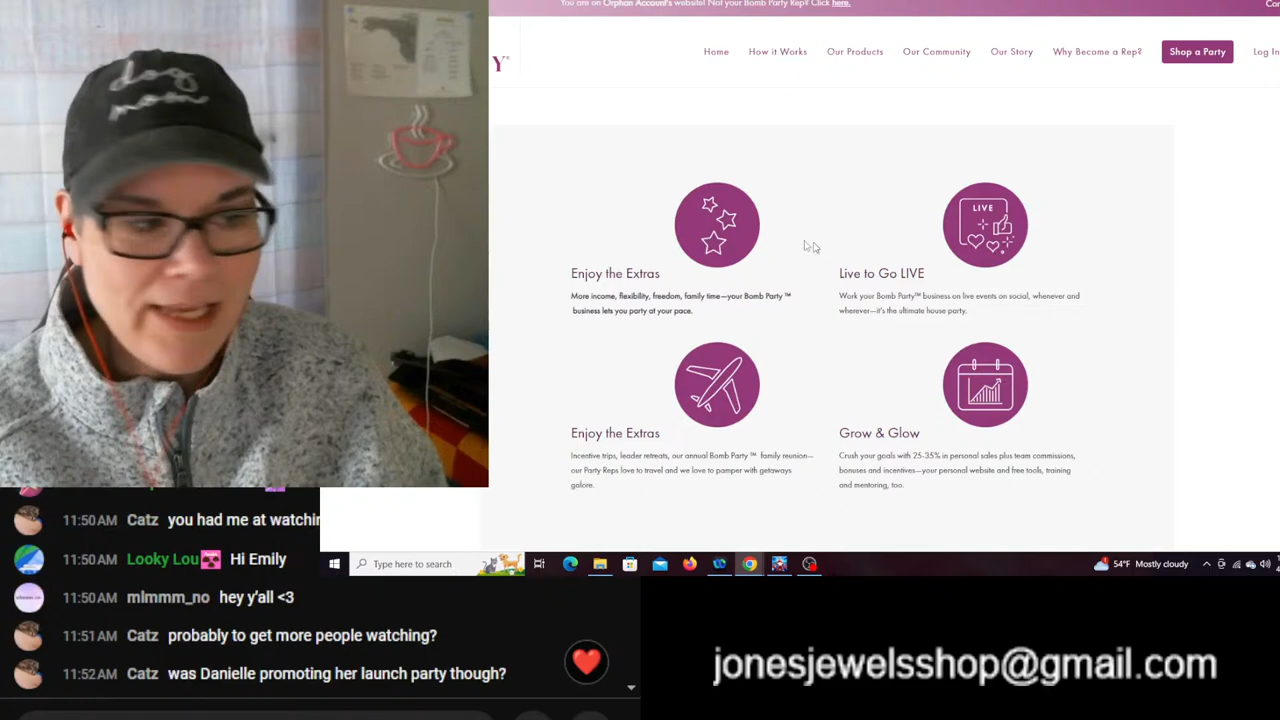 You are on Orphan Account's website! Not your Bomb Party Rep? Click here.
Y
Home How it Works Our Products Our Community Our Story Why Become a Rep? Shop a Party Log In
dog mom
LIVE
Enjoy the Extras
More income, flexibility, freedom, family time—your Bomb Party ™
business lets you party at your pace.
Live to Go LIVE
Work your Bomb Party™ business on live events on social, whenever and
wherever—it's the ultimate house party.
Enjoy the Extras
Incentive trips, leader retreats, our annual Bomb Party ™ family reunion—
our Party Reps love to travel and we love to pamper with getaways
galore.
Grow & Glow
Crush your goals with 25-35% in personal sales plus team commissions,
bonuses and incentives—your personal website and free tools, training
and mentoring, too.
Type here to search
54°F Mostly cloudy
11:50 AM Catz you had me at watchin
11:50 AM Looky Lou Hi Emily
11:50 AM mlmmm_no hey y'all <3
11:51 AM Catz probably to get more people watching?
11:52 AM Catz was Danielle promoting her launch party though?
jonesjewelsshop@gmail.com